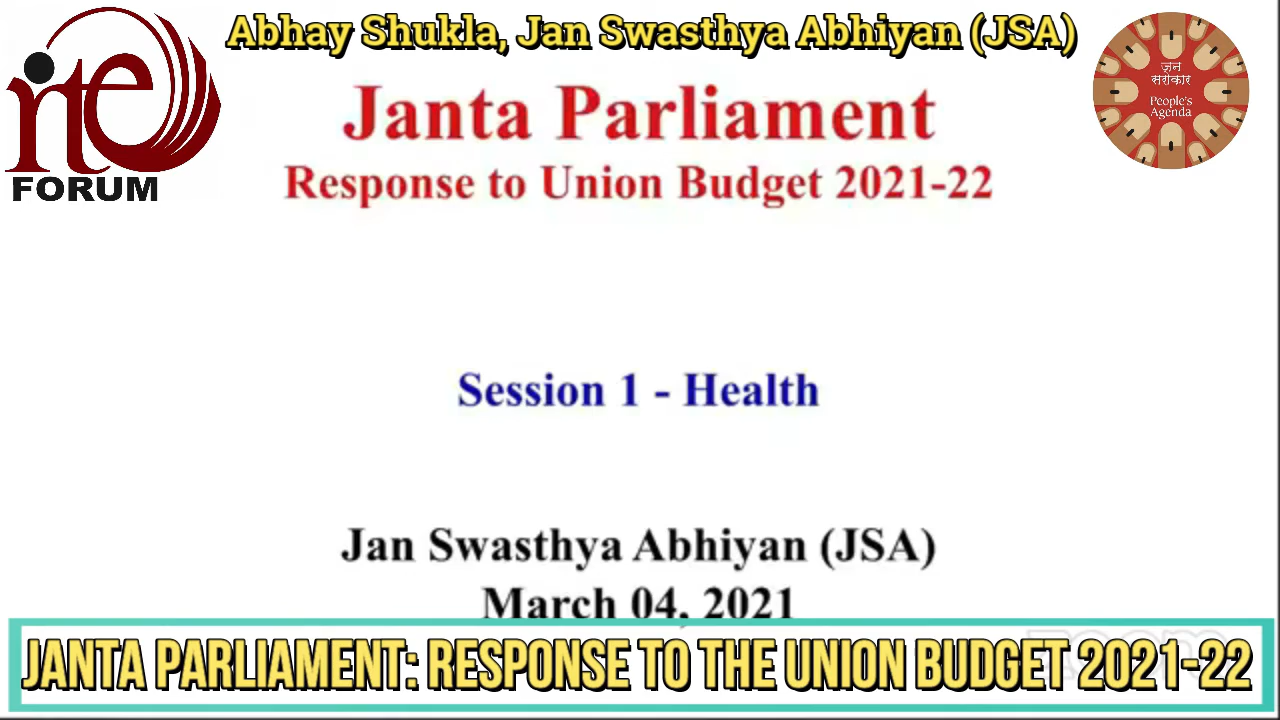 Abhay Shukla, Jan Swasthya Abhiyan (JSA)
rte
FORUM
जन
सरोकार
People's
Agenda
Janta Parliament
Response to Union Budget 2021-22
Session 1 - Health
Jan Swasthya Abhiyan (JSA)
March 04, 2021
zoom
JANTA PARLIAMENT: RESPONSE TO THE UNION BUDGET 2021-22